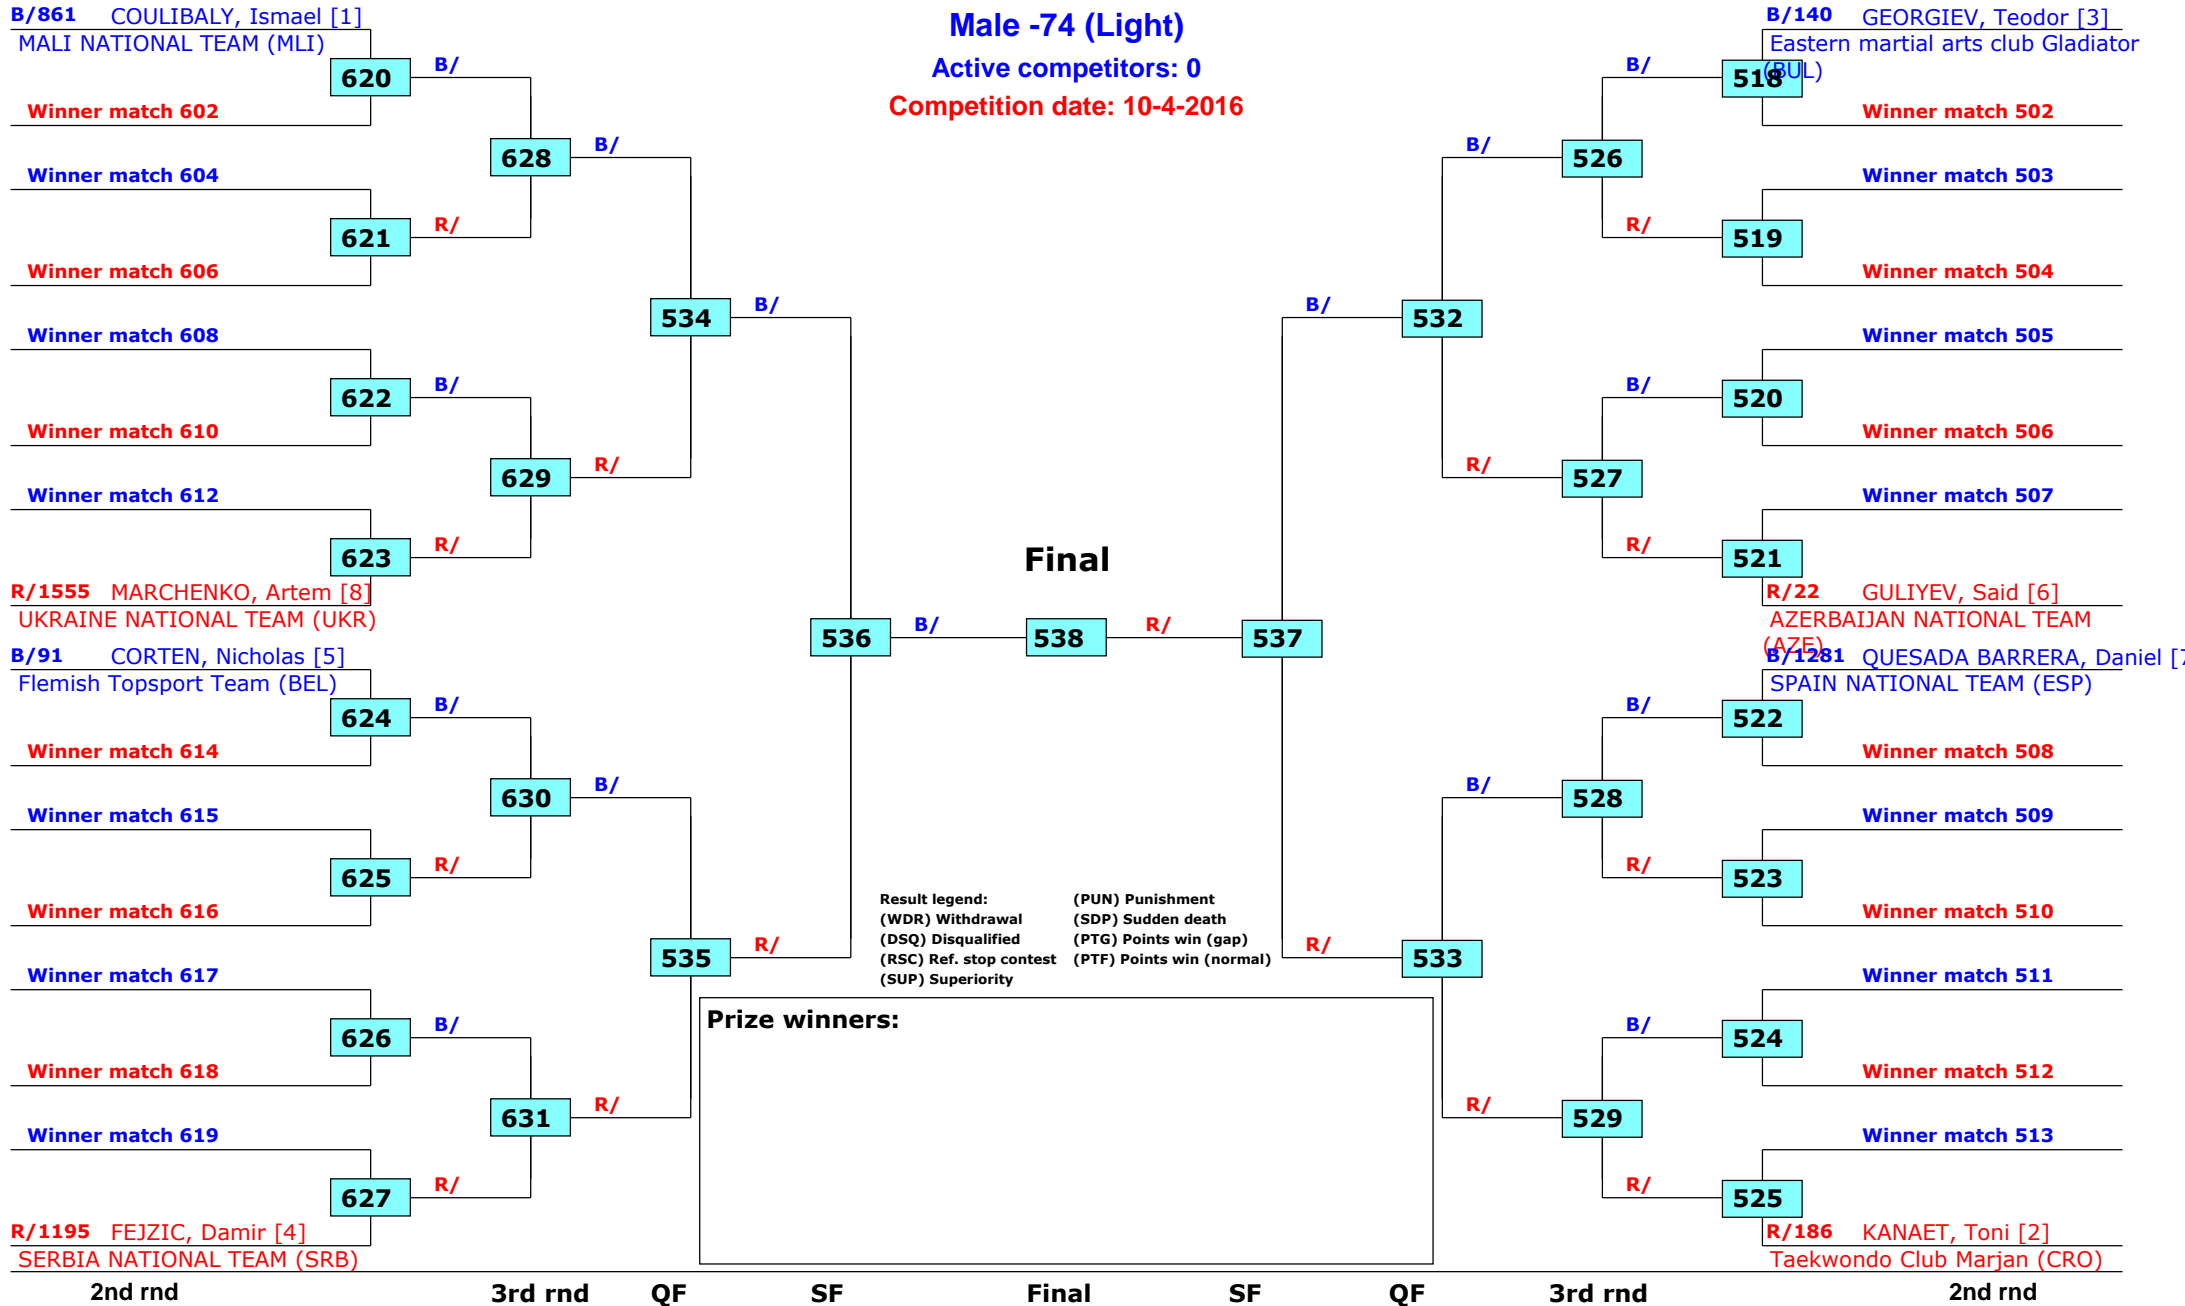 Male -74 (Light)
Active competitors: 0
Competition date: 10-4-2016
B/861 COULIBALY, Ismael [1]
MALI NATIONAL TEAM (MLI)
620
B/
Winner match 602
628
B/
Winner match 604
621
R/
Winner match 606
534
B/
Winner match 608
622
B/
Winner match 610
629
R/
Winner match 612
623
R/
R/1555 MARCHENKO, Artem [8]
UKRAINE NATIONAL TEAM (UKR)
536
B/
B/91 CORTEN, Nicholas [5]
Flemish Topsport Team (BEL)
624
B/
Winner match 614
630
B/
Winner match 615
625
R/
Winner match 616
535
R/
Winner match 617
626
B/
Winner match 618
631
R/
Winner match 619
627
R/
R/1195 FEJZIC, Damir [4]
SERBIA NATIONAL TEAM (SRB)
Final
538
R/
537
B/140 GEORGIEV, Teodor [3]
Eastern martial arts club Gladiator
(BUL)
B/
518
Winner match 502
B/
526
Winner match 503
R/
519
Winner match 504
B/
532
Winner match 505
B/
520
Winner match 506
R/
527
Winner match 507
R/
521
R/22 GULIYEV, Said [6]
AZERBAIJAN NATIONAL TEAM
(AZE)
B/1281 QUESADA BARRERA, Daniel [7
SPAIN NATIONAL TEAM (ESP)
B/
522
Winner match 508
B/
528
Winner match 509
R/
523
Winner match 510
R/
533
Winner match 511
B/
524
Winner match 512
R/
529
Winner match 513
R/
525
R/186 KANAET, Toni [2]
Taekwondo Club Marjan (CRO)
Result legend: (PUN) Punishment
(WDR) Withdrawal (SDP) Sudden death
(DSQ) Disqualified (PTG) Points win (gap)
(RSC) Ref. stop contest (PTF) Points win (normal)
(SUP) Superiority
Prize winners:
2nd rnd 3rd rnd QF SF Final SF QF 3rd rnd 2nd rnd